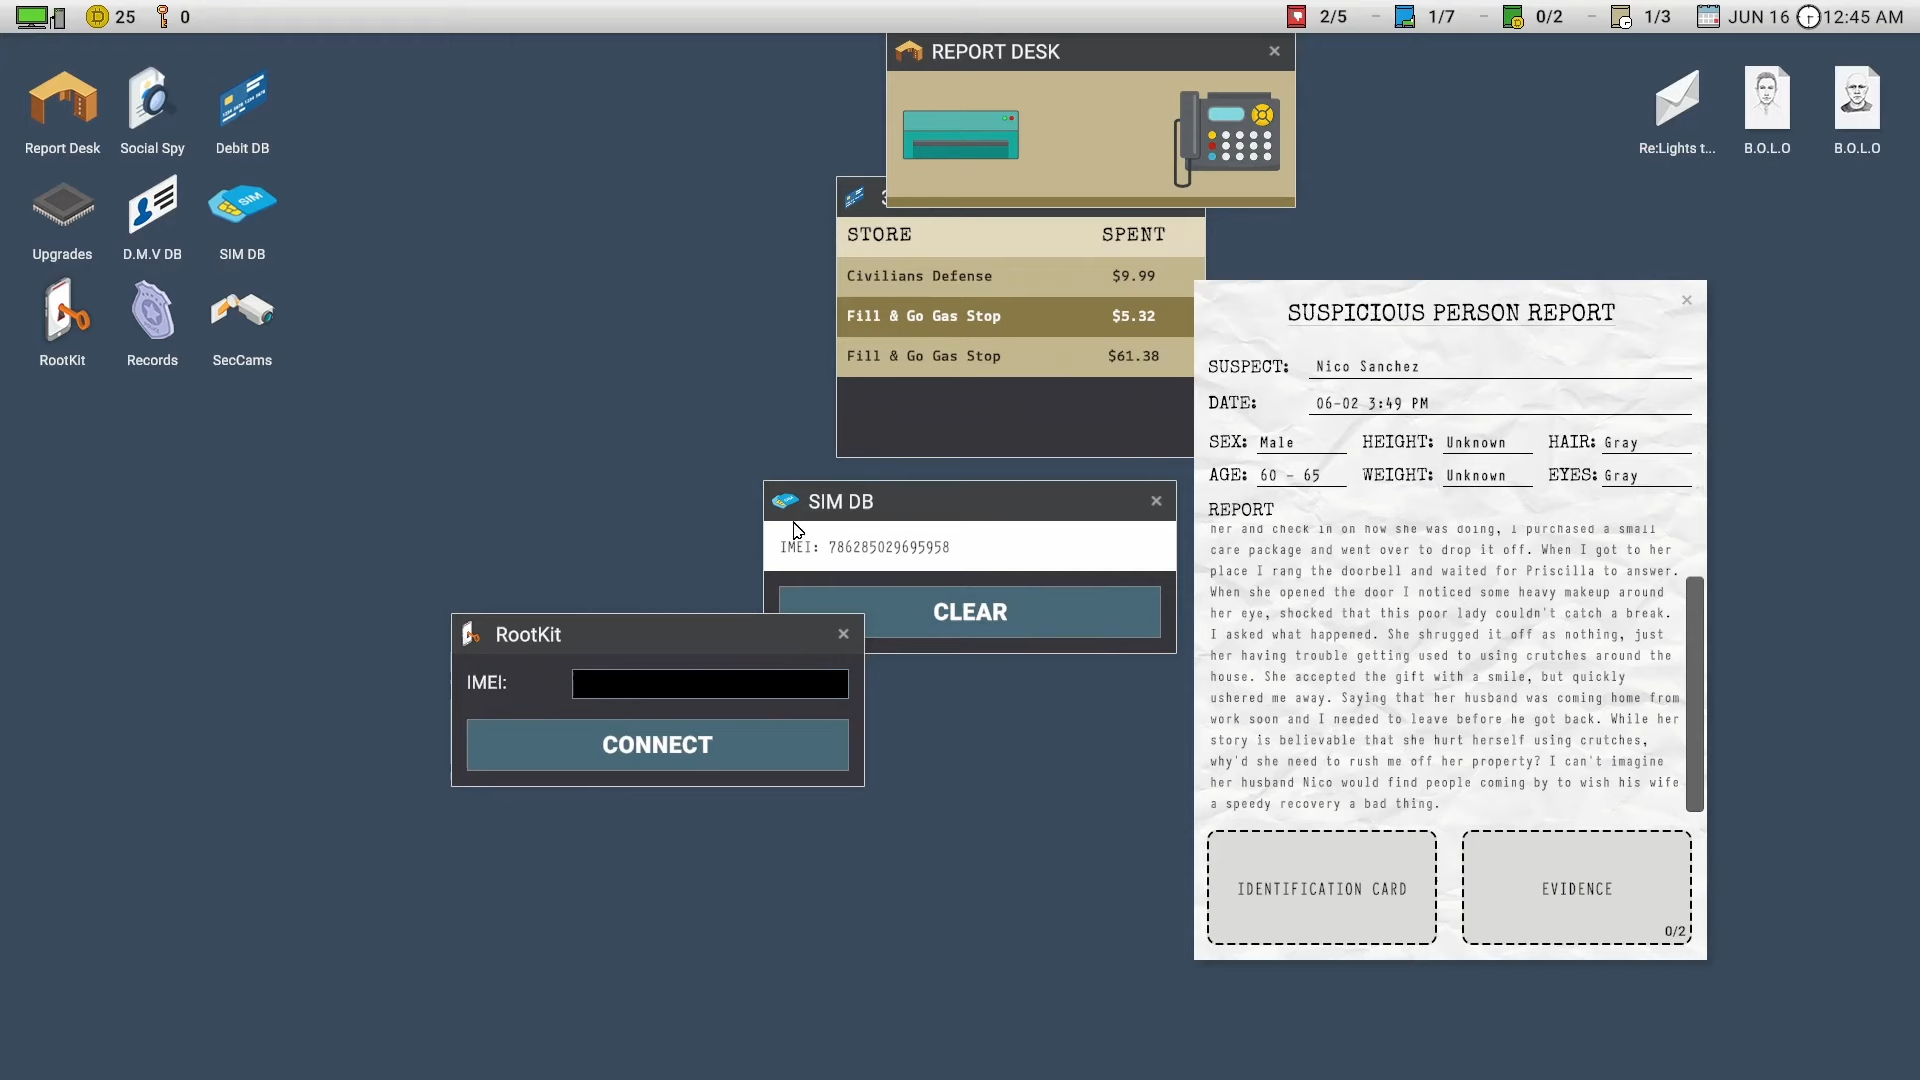 25
0
2/5
1/7
0/2
1/3
JUN 16
12:45 AM
Report Desk
Social Spy
Debit DB
Upgrades
D.M.V DB
SIM DB
RootKit
Records
SecCams
Re:Lights t...
B.O.L.O
B.O.L.O
REPORT DESK
STORE SPENT
Civilians Defense $9.99
Fill & Go Gas Stop $5.32
Fill & Go Gas Stop $61.38
SIM DB
IMEI: 786285029695958
CLEAR
RootKit
IMEI:
CONNECT
SUSPICIOUS PERSON REPORT
SUSPECT: Nico Sanchez
DATE: 06-02 3:49 PM
SEX: Male HEIGHT: Unknown HAIR: Gray
AGE: 60 - 65 WEIGHT: Unknown EYES: Gray
REPORT
her and check in on how she was doing, I purchased a small
care package and went over to drop it off. When I got to her
place I rang the doorbell and waited for Priscilla to answer.
When she opened the door I noticed some heavy makeup around
her eye, shocked that this poor lady couldn't catch a break.
I asked what happened. She shrugged it off as nothing, just
her having trouble getting used to using crutches around the
house. She accepted the gift with a smile, but quickly
ushered me away. Saying that her husband was coming home from
work soon and I needed to leave before he got back. While her
story is believable that she hurt herself using crutches,
why'd she need to rush me off her property? I can't imagine
her husband Nico would find people coming by to wish his wife
a speedy recovery a bad thing.
IDENTIFICATION CARD
EVIDENCE
0/2